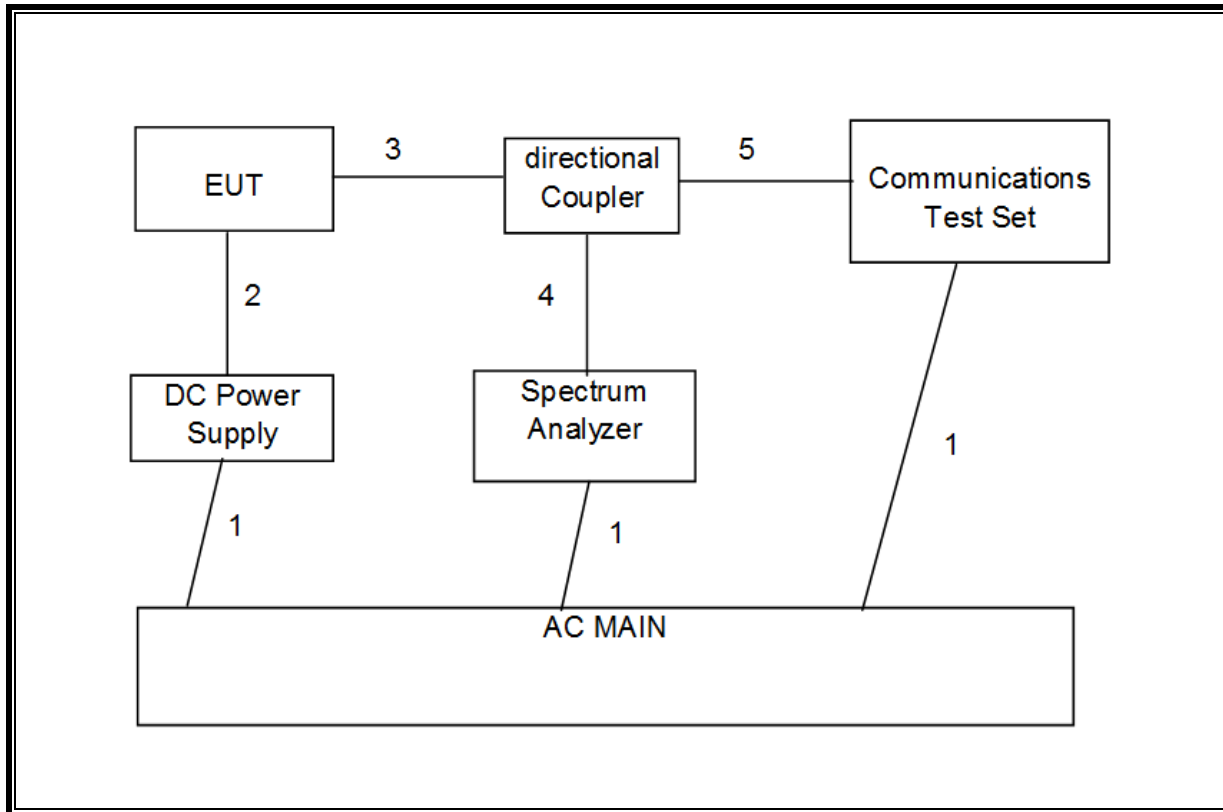 EUT
3
directional
Coupler
5
Communications
Test Set
2
4
DC Power
Supply
Spectrum
Analyzer
1
1
1
AC MAIN